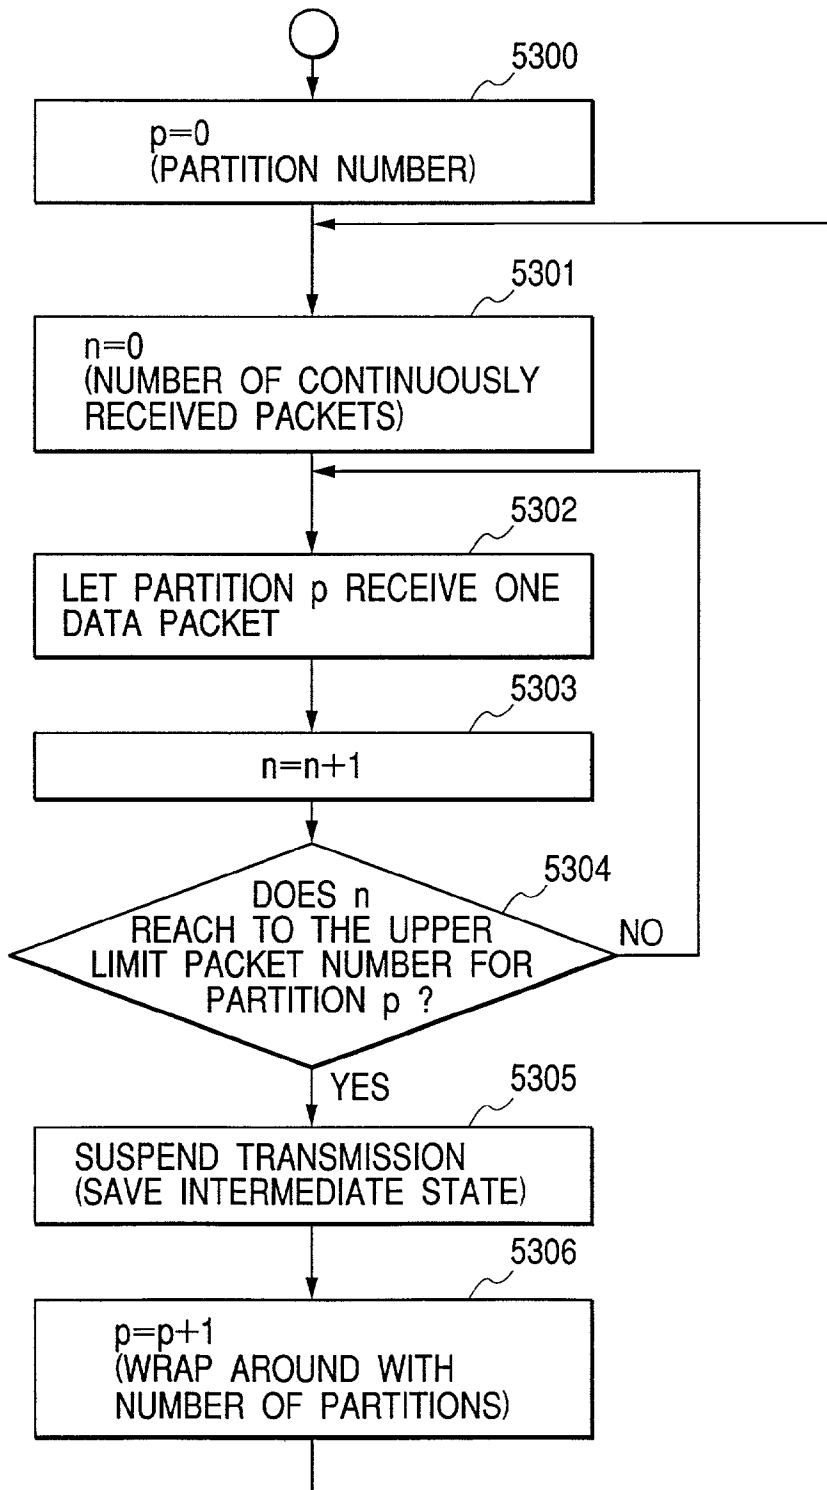 5300
p=0
(PARTITION NUMBER)
5301
n=0
(NUMBER OF CONTINUOUSLY
RECEIVED PACKETS)
5302
LET PARTITION p RECEIVE ONE
DATA PACKET
5303
n=n+1
5304
DOES n
REACH TO THE UPPER
LIMIT PACKET NUMBER FOR
PARTITION p ?
NO
YES
5305
SUSPEND TRANSMISSION
(SAVE INTERMEDIATE STATE)
5306
p=p+1
(WRAP AROUND WITH
NUMBER OF PARTITIONS)